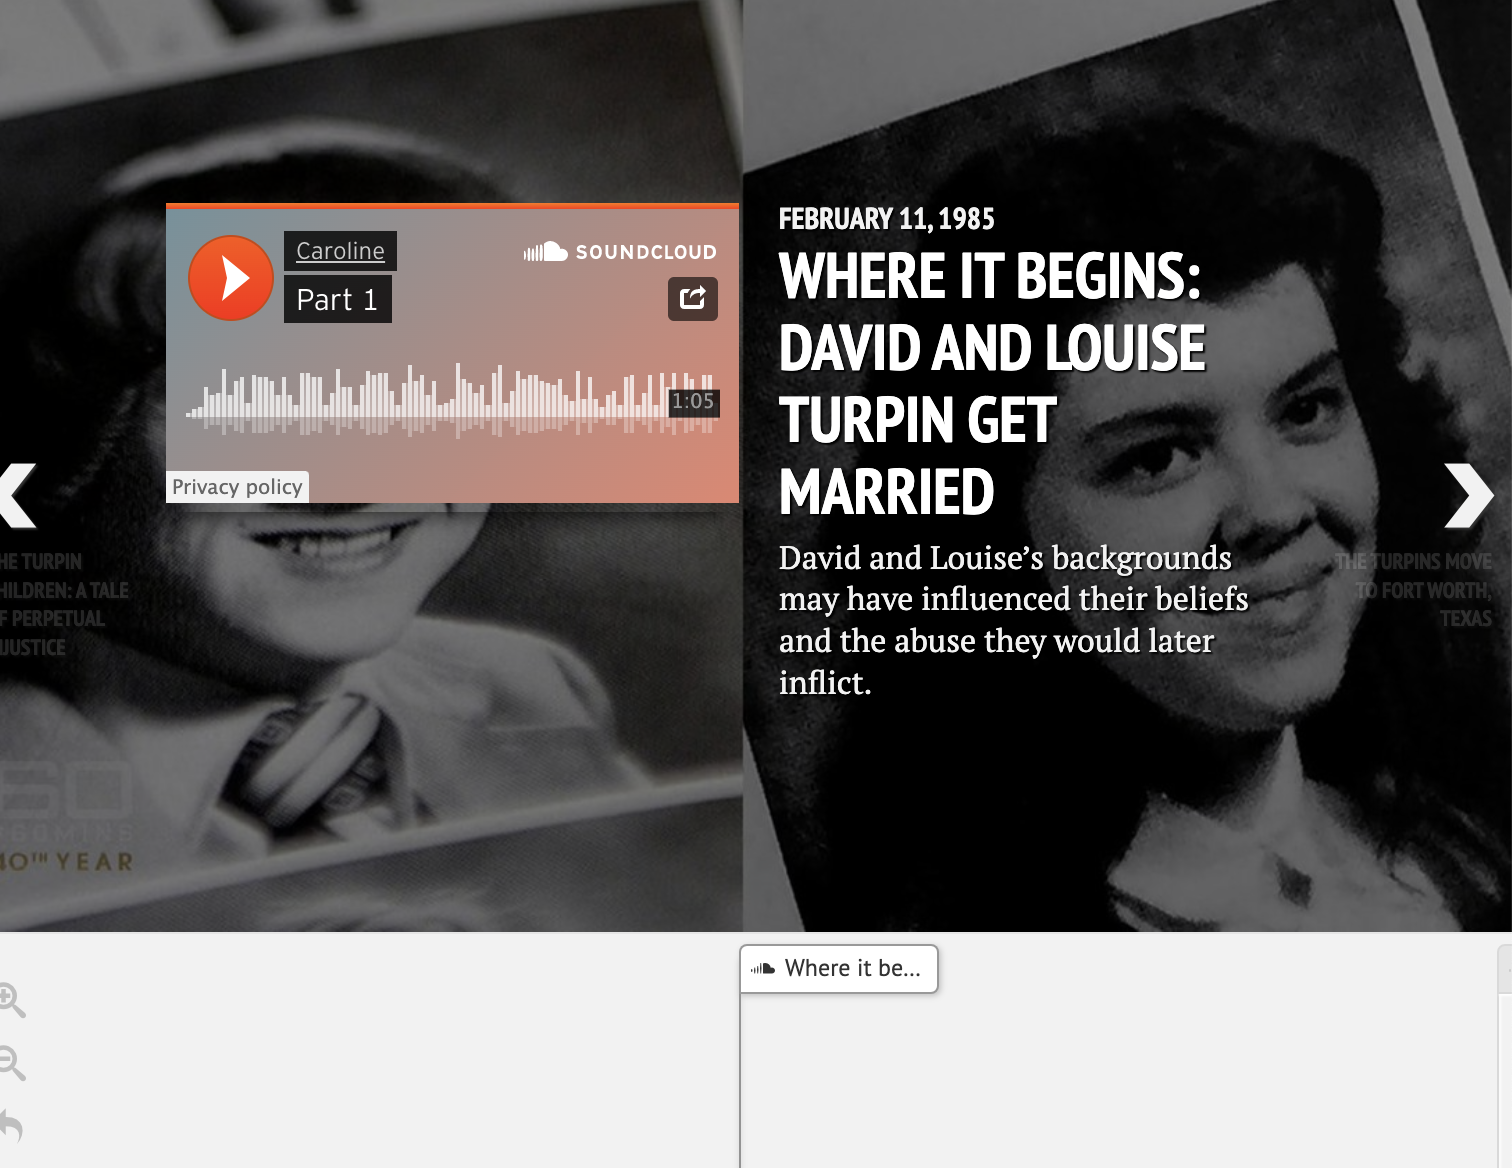 Caroline
SOUNDCLOUD
Part 1
1:05
Privacy policy
FEBRUARY 11, 1985
WHERE IT BEGINS:
DAVID AND LOUISE
TURPIN GET
MARRIED
David and Louise’s backgrounds
may have influenced their beliefs
and the abuse they would later
inflict.
HE TURPIN
HILDREN: A TALE
F PERPETUAL
JUSTICE
THE TURPINS MOVE
TO FORT WORTH,
TEXAS
60
40TH YEAR
Where it be...